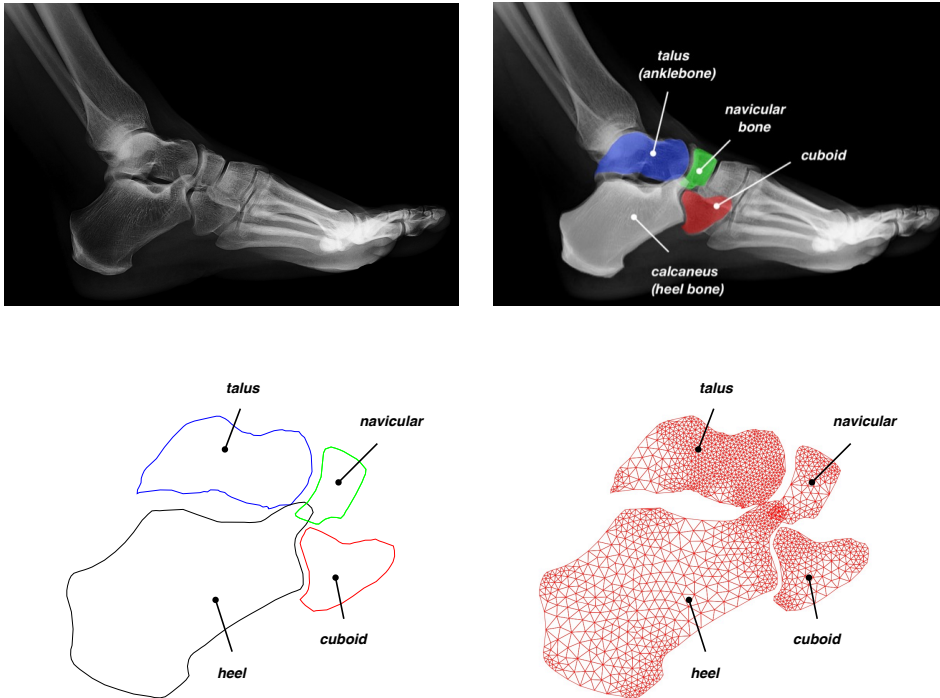 talus
(anklebone)
navicular
bone
cuboid
calcaneus
(heel bone)
talus
navicular
cuboid
heel
talus
navicular
cuboid
heel